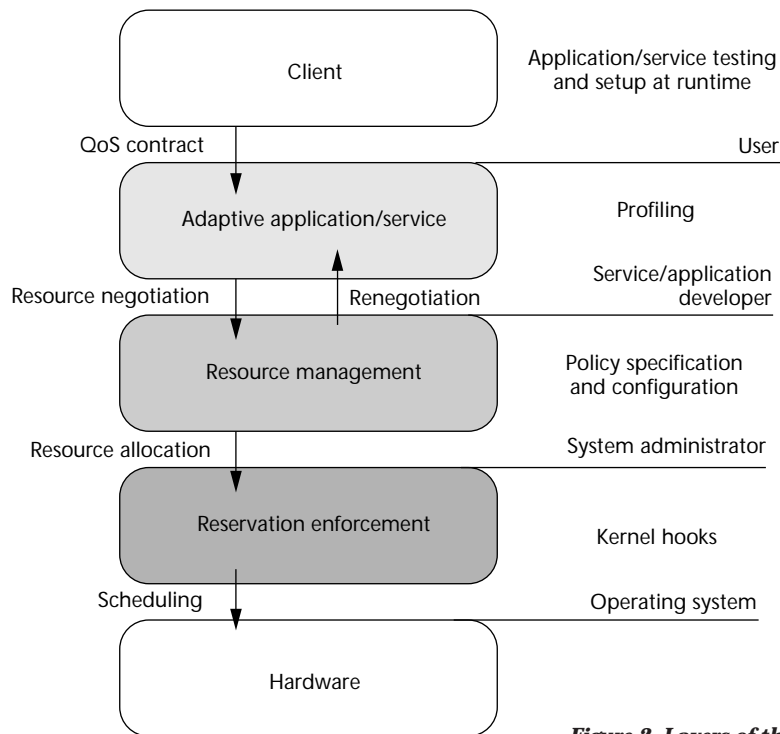 Client
Application/service testing
and setup at runtime
QoS contract
User
Adaptive application/service
Profiling
Resource negotiation
Renegotiation
Service/application
developer
Resource management
Policy specification
and configuration
Resource allocation
System administrator
Reservation enforcement
Kernel hooks
Scheduling
Operating system
Hardware